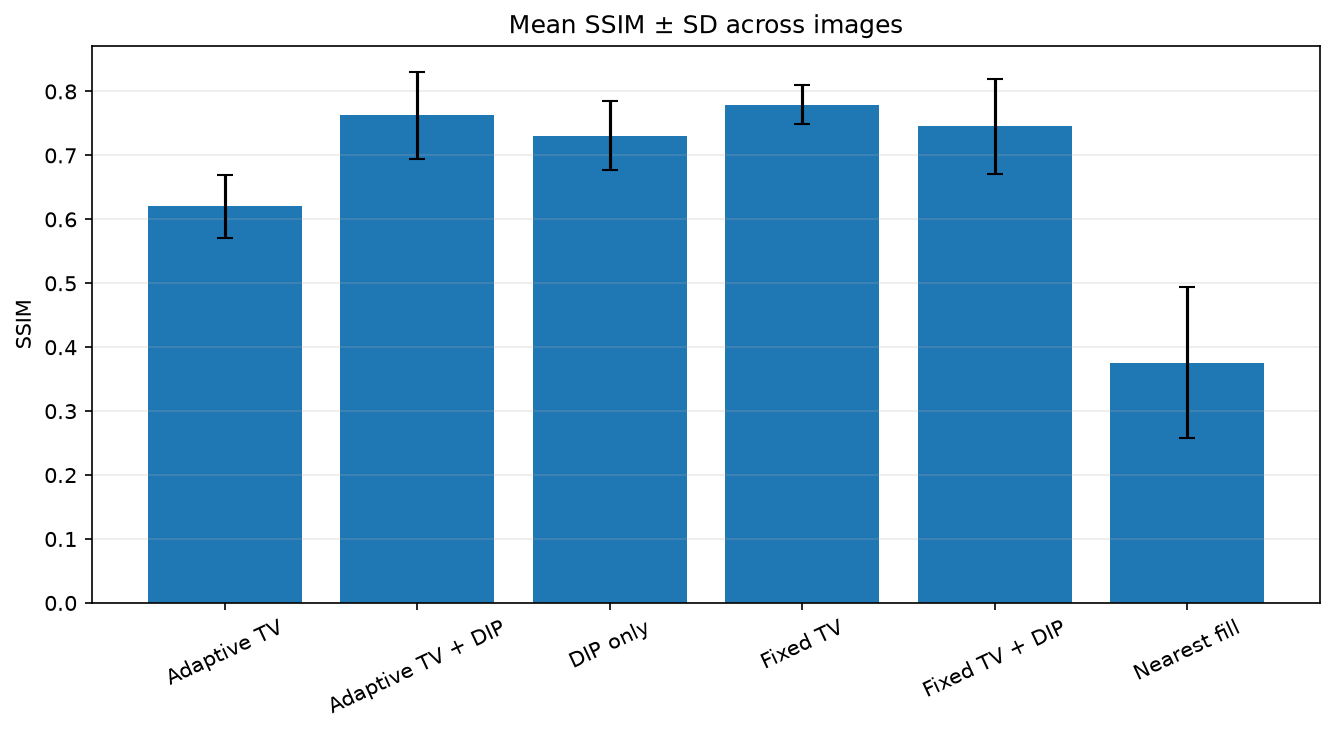 Mean SSIM ± SD across images
SSIM
0.8
0.7
0.6
0.5
0.4
0.3
0.2
0.1
0.0
Adaptive TV
Adaptive TV + DIP
DIP only
Fixed TV
Fixed TV + DIP
Nearest fill